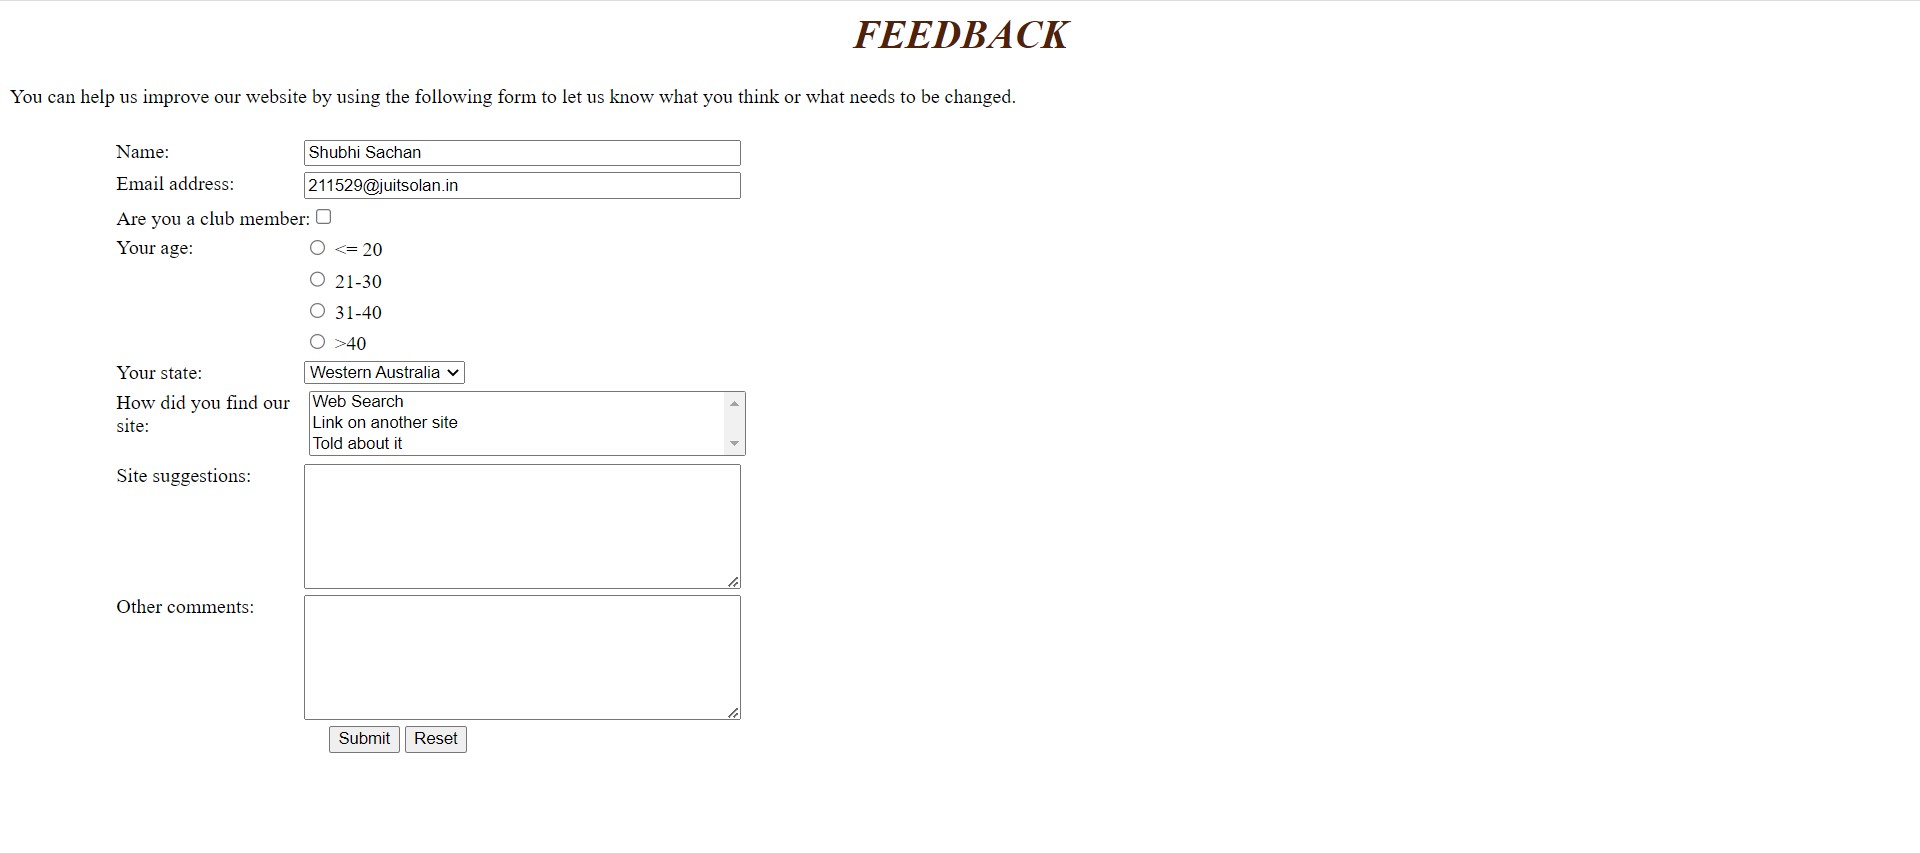 FEEDBACK
You can help us improve our website by using the following form to let us know what you think or what needs to be changed.
Name: Shubhi Sachan
Email address: 211529@juitsolan.in
Are you a club member:
Your age: <= 20
21-30
31-40
>40
Your state: Western Australia
How did you find our
site:
Web Search
Link on another site
Told about it
Site suggestions:
Other comments:
Submit Reset